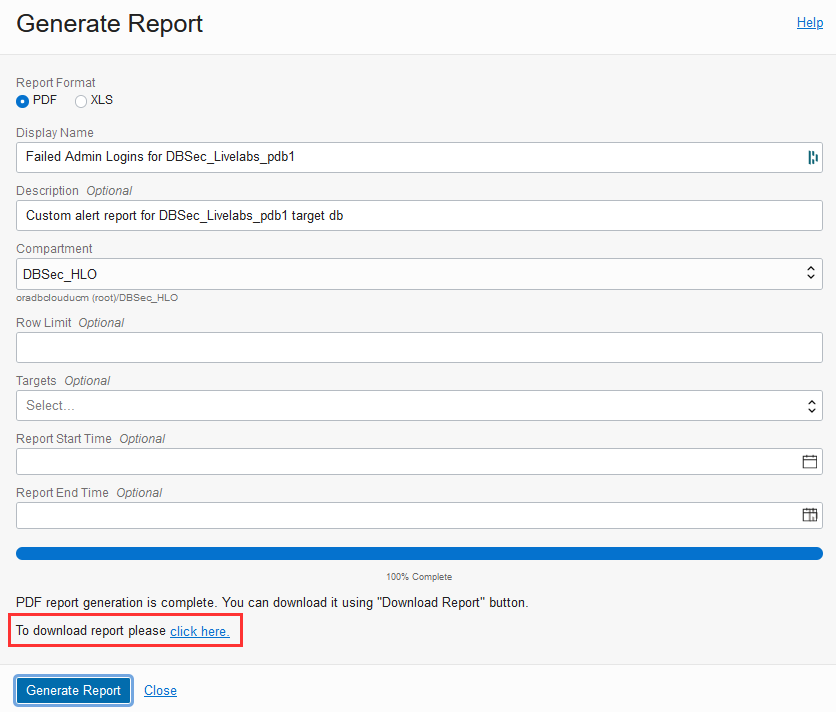 Generate Report
Help
Report Format
PDF XLS
Display Name
Failed Admin Logins for DBSec_Livelabs_pdb1
Description Optional
Custom alert report for DBSec_Livelabs_pdb1 target db
Compartment
DBSec_HLO
oradbclouducm (root)/DBSec_HLO
Row Limit Optional
Targets Optional
Select...
Report Start Time Optional
Report End Time Optional
100% Complete
PDF report generation is complete. You can download it using "Download Report" button.
To download report please click here.
Generate Report Close